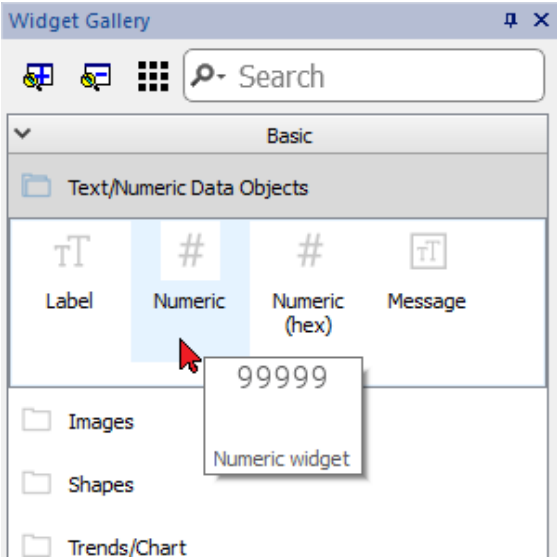 Widget Gallery
Search
Basic
Text/Numeric Data Objects
Label
Numeric
Numeric
(hex)
Message
99999
Numeric widget
Images
Shapes
Trends/Chart